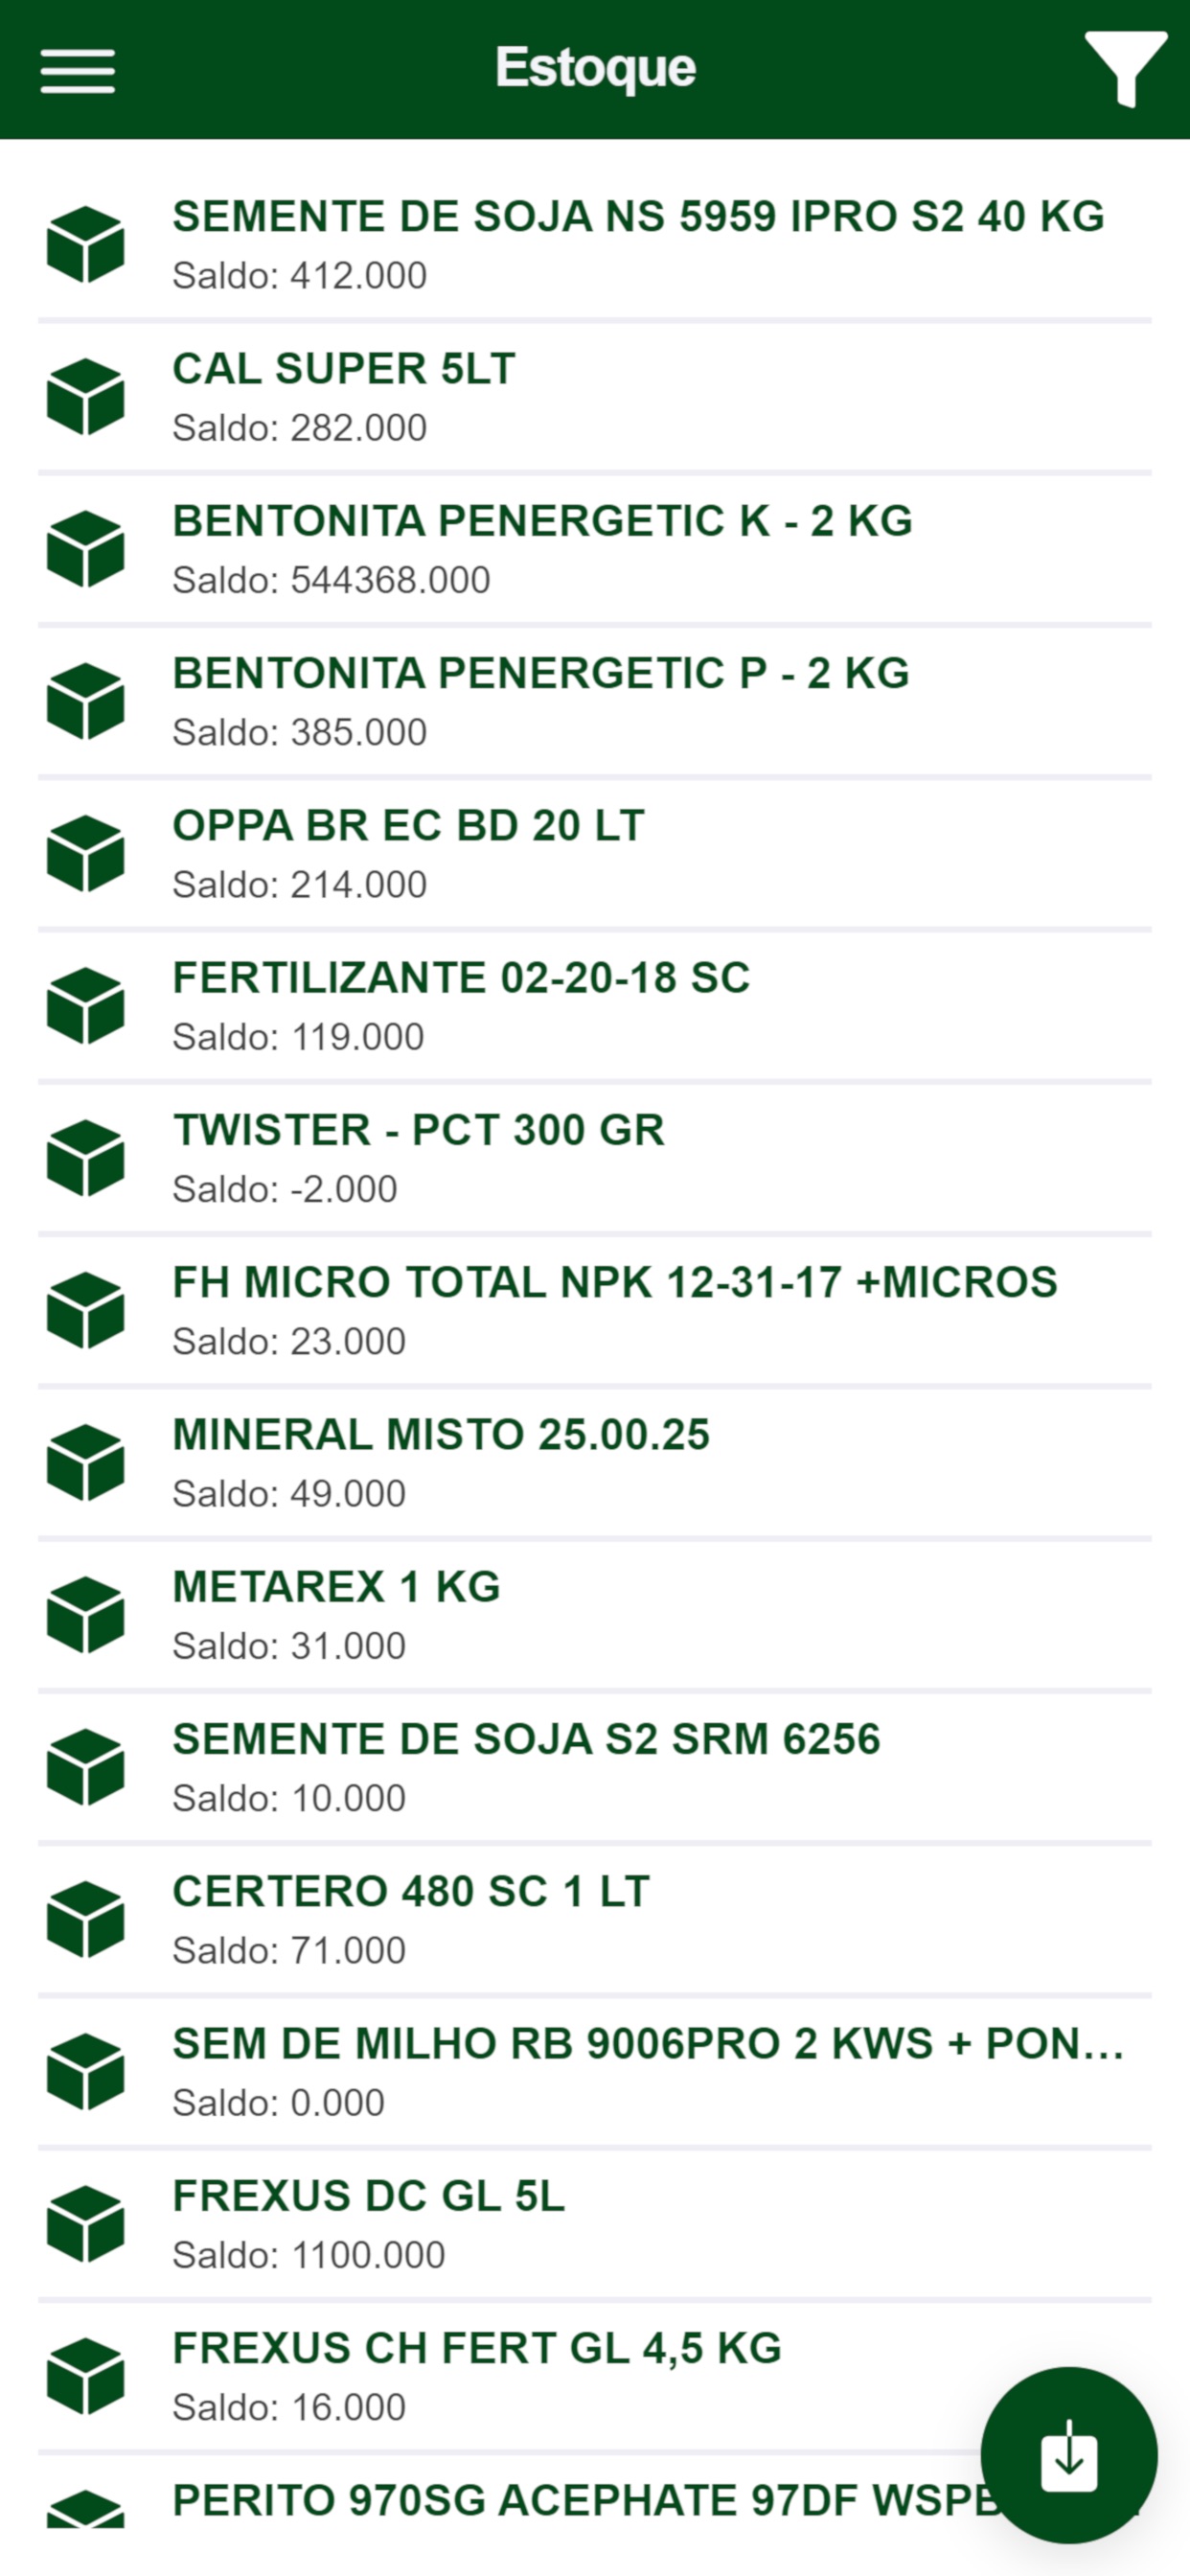 Estoque
SEMENTE DE SOJA NS 5959 IPRO S2 40 KG
Saldo: 412.000
CAL SUPER 5LT
Saldo: 282.000
BENTONITA PENERGETIC K - 2 KG
Saldo: 544368.000
BENTONITA PENERGETIC P - 2 KG
Saldo: 385.000
OPPA BR EC BD 20 LT
Saldo: 214.000
FERTILIZANTE 02-20-18 SC
Saldo: 119.000
TWISTER - PCT 300 GR
Saldo: -2.000
FH MICRO TOTAL NPK 12-31-17 +MICROS
Saldo: 23.000
MINERAL MISTO 25.00.25
Saldo: 49.000
METAREX 1 KG
Saldo: 31.000
SEMENTE DE SOJA S2 SRM 6256
Saldo: 10.000
CERTERO 480 SC 1 LT
Saldo: 71.000
SEM DE MILHO RB 9006PRO 2 KWS + PON...
Saldo: 0.000
FREXUS DC GL 5L
Saldo: 1100.000
FREXUS CH FERT GL 4,5 KG
Saldo: 16.000
PERITO 970SG ACEPHATE 97DF